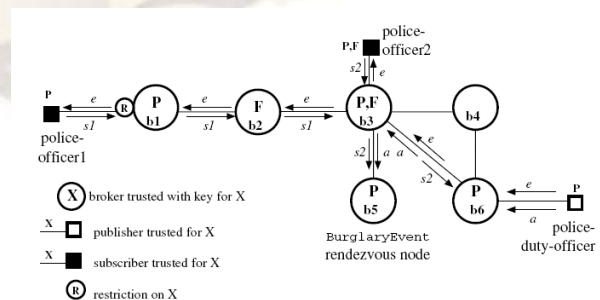 police-
officer2
P,F
s2
e
P
e
s1
police-
officer1
R
P
b1
e
s1
F
b2
e
s1
P,F
b3
b4
s2
a
a
e
s2
P
b5
P
b6
e
P
a
police-
duty-officer
BurglaryEvent
rendezvous node
X broker trusted with key for X
X publisher trusted for X
X subscriber trusted for X
R restriction on X